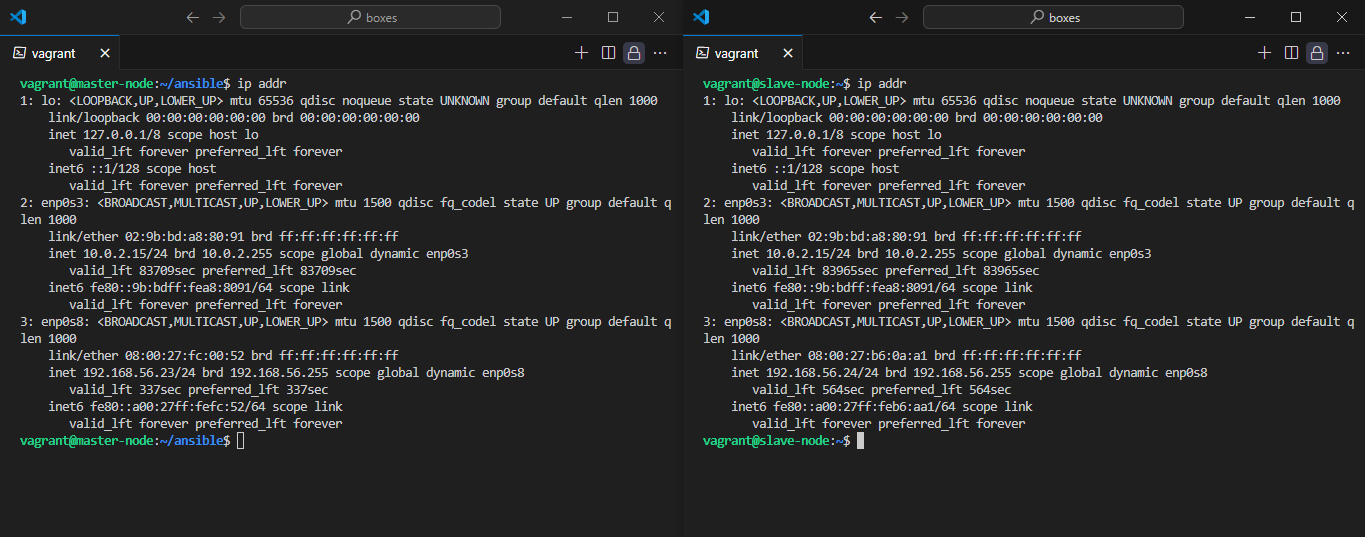 boxes
vagrant
vagrant@master-node:~/ansible$ ip addr
1: lo: <LOOPBACK,UP,LOWER_UP> mtu 65536 qdisc noqueue state UNKNOWN group default qlen 1000
    link/loopback 00:00:00:00:00:00 brd 00:00:00:00:00:00
    inet 127.0.0.1/8 scope host lo
       valid_lft forever preferred_lft forever
    inet6 ::1/128 scope host
       valid_lft forever preferred_lft forever
2: enp0s3: <BROADCAST,MULTICAST,UP,LOWER_UP> mtu 1500 qdisc fq_codel state UP group default q
len 1000
    link/ether 02:9b:bd:a8:80:91 brd ff:ff:ff:ff:ff:ff
    inet 10.0.2.15/24 brd 10.0.2.255 scope global dynamic enp0s3
       valid_lft 83709sec preferred_lft 83709sec
    inet6 fe80::9b:bdff:fea8:8091/64 scope link
       valid_lft forever preferred_lft forever
3: enp0s8: <BROADCAST,MULTICAST,UP,LOWER_UP> mtu 1500 qdisc fq_codel state UP group default q
len 1000
    link/ether 08:00:27:fc:00:52 brd ff:ff:ff:ff:ff:ff
    inet 192.168.56.23/24 brd 192.168.56.255 scope global dynamic enp0s8
       valid_lft 337sec preferred_lft 337sec
    inet6 fe80::a00:27ff:fefc:52/64 scope link
       valid_lft forever preferred_lft forever
vagrant@master-node:~/ansible$
boxes
vagrant
vagrant@slave-node:~$ ip addr
1: lo: <LOOPBACK,UP,LOWER_UP> mtu 65536 qdisc noqueue state UNKNOWN group default qlen 1000
    link/loopback 00:00:00:00:00:00 brd 00:00:00:00:00:00
    inet 127.0.0.1/8 scope host lo
       valid_lft forever preferred_lft forever
    inet6 ::1/128 scope host
       valid_lft forever preferred_lft forever
2: enp0s3: <BROADCAST,MULTICAST,UP,LOWER_UP> mtu 1500 qdisc fq_codel state UP group default q
len 1000
    link/ether 02:9b:bd:a8:80:91 brd ff:ff:ff:ff:ff:ff
    inet 10.0.2.15/24 brd 10.0.2.255 scope global dynamic enp0s3
       valid_lft 83965sec preferred_lft 83965sec
    inet6 fe80::9b:bdff:fea8:8091/64 scope link
       valid_lft forever preferred_lft forever
3: enp0s8: <BROADCAST,MULTICAST,UP,LOWER_UP> mtu 1500 qdisc fq_codel state UP group default q
len 1000
    link/ether 08:00:27:b6:0a:a1 brd ff:ff:ff:ff:ff:ff
    inet 192.168.56.24/24 brd 192.168.56.255 scope global dynamic enp0s8
       valid_lft 564sec preferred_lft 564sec
    inet6 fe80::a00:27ff:feb6:aa1/64 scope link
       valid_lft forever preferred_lft forever
vagrant@slave-node:~$